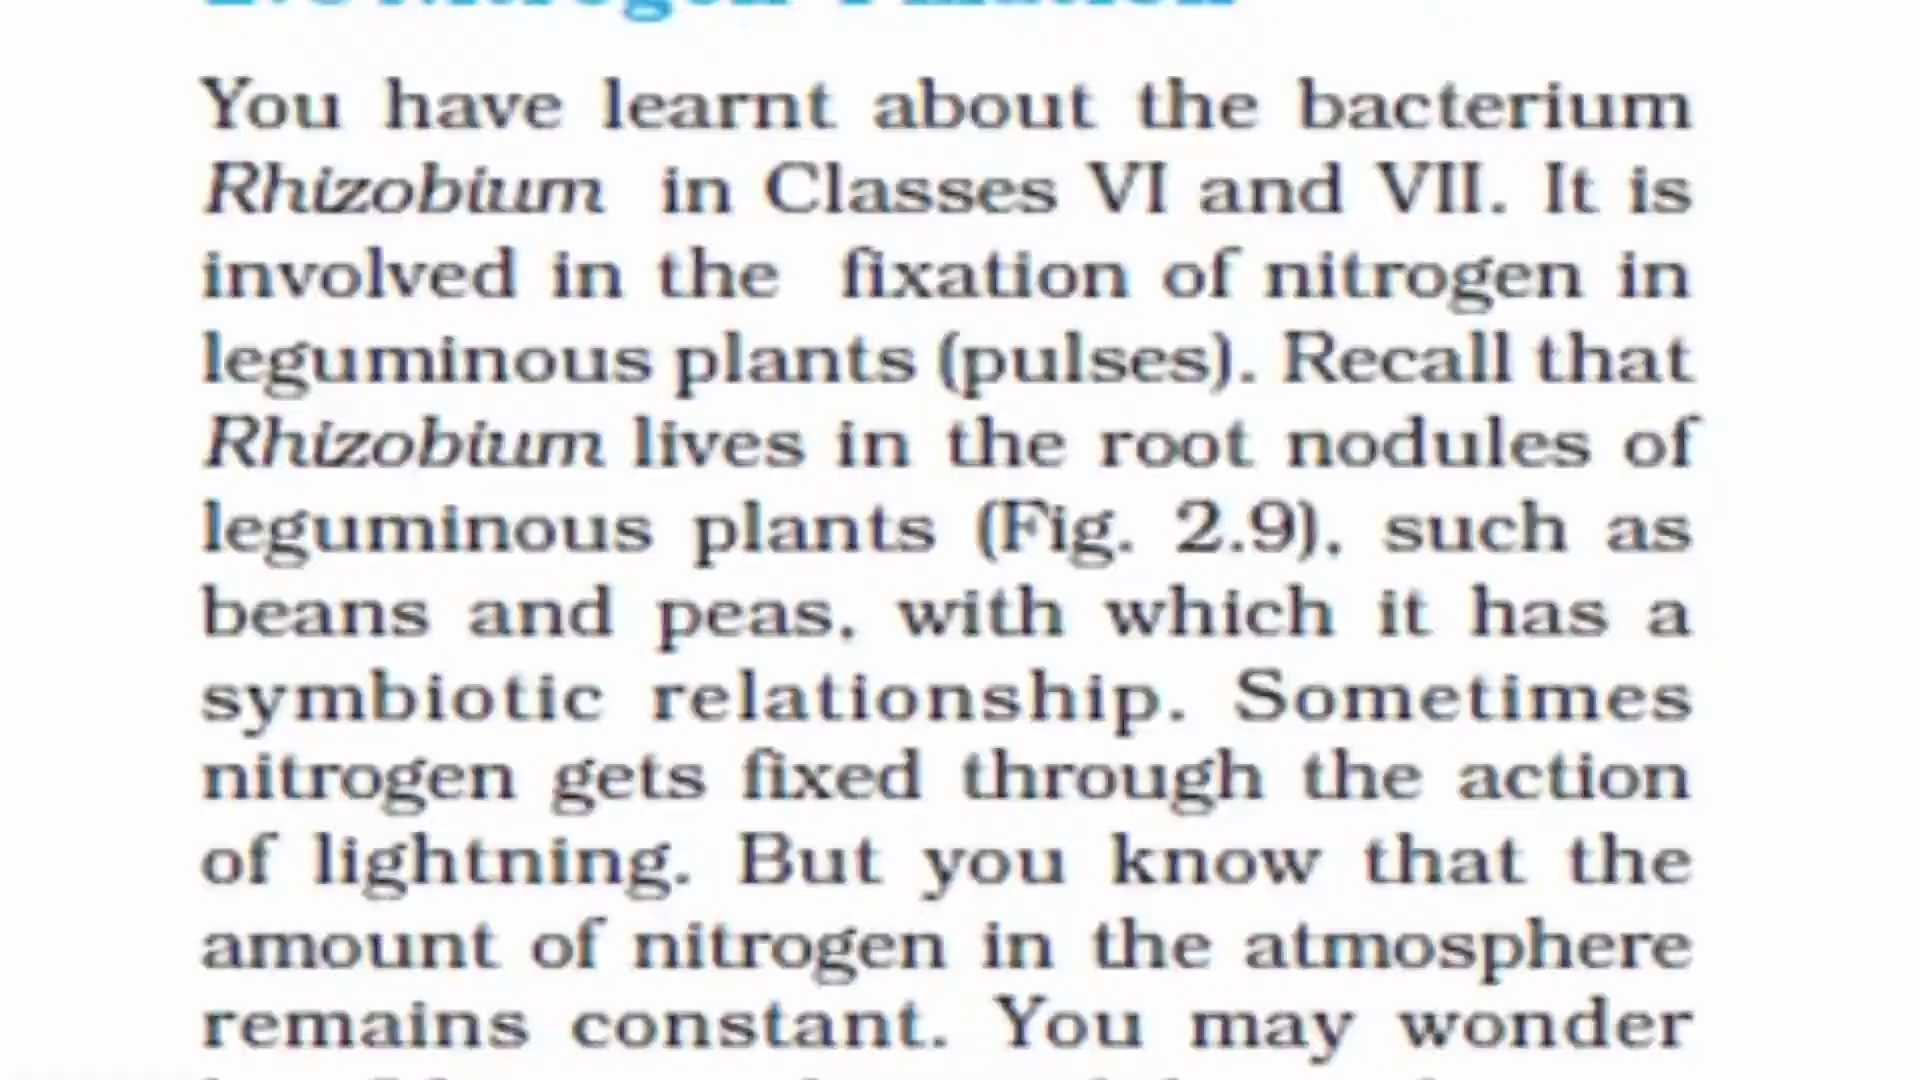 Nitrogen Fixation
You have learnt about the bacterium
Rhizobium in Classes VI and VII. It is
involved in the fixation of nitrogen in
leguminous plants (pulses). Recall that
Rhizobium lives in the root nodules of
leguminous plants (Fig. 2.9), such as
beans and peas, with which it has a
symbiotic relationship. Sometimes
nitrogen gets fixed through the action
of lightning. But you know that the
amount of nitrogen in the atmosphere
remains constant. You may wonder